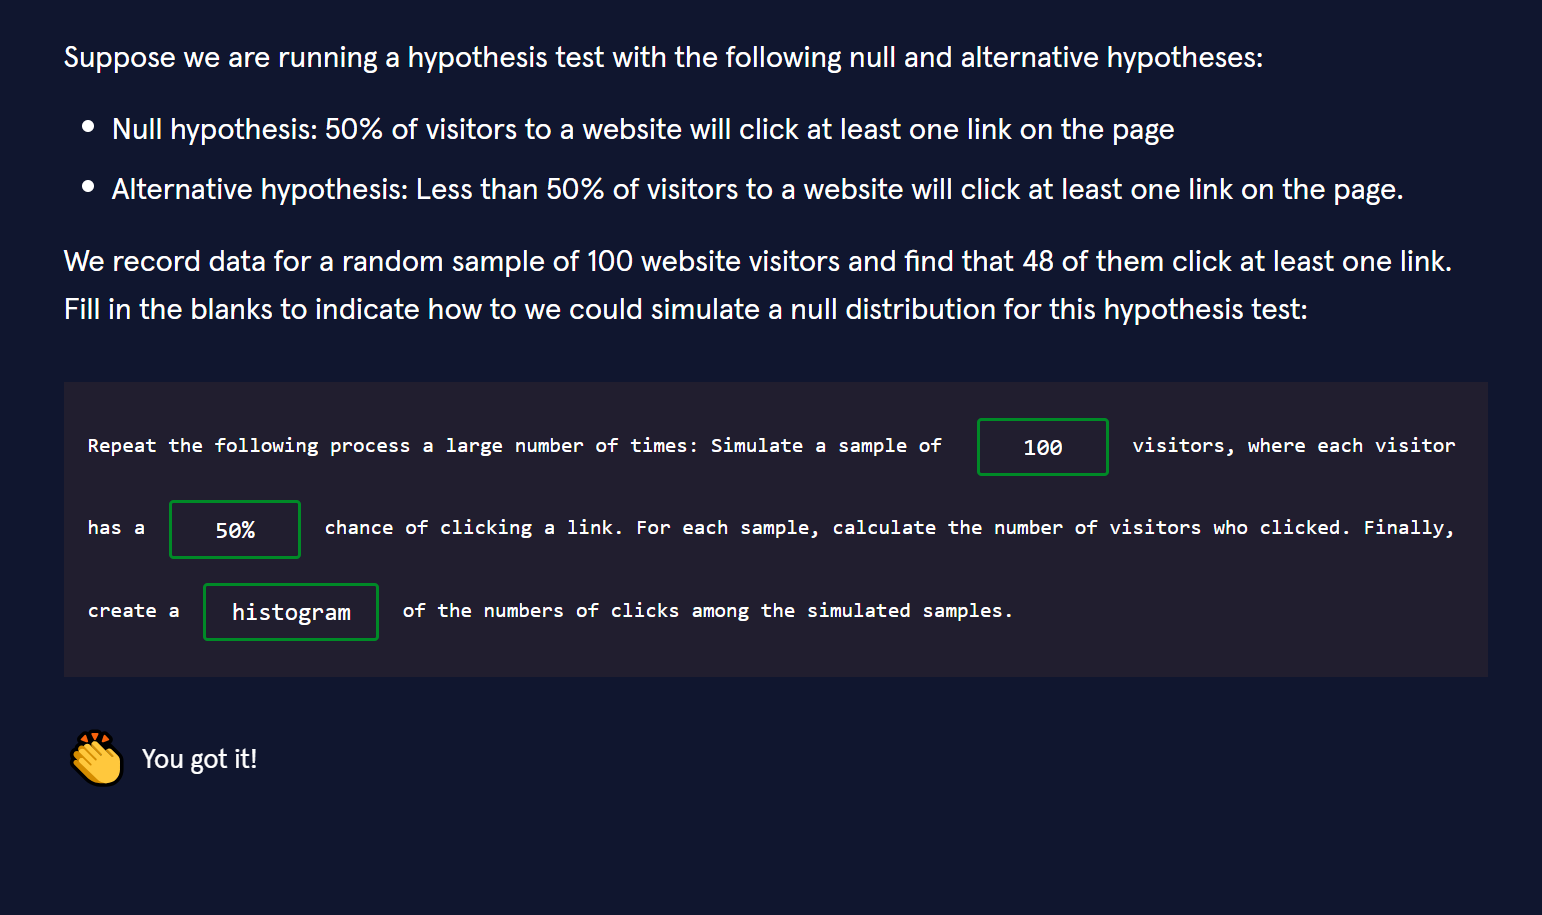 Suppose we are running a hypothesis test with the following null and alternative hypotheses:
• Null hypothesis: 50% of visitors to a website will click at least one link on the page
• Alternative hypothesis: Less than 50% of visitors to a website will click at least one link on the page.
We record data for a random sample of 100 website visitors and find that 48 of them click at least one link.
Fill in the blanks to indicate how to we could simulate a null distribution for this hypothesis test:
Repeat the following process a large number of times: Simulate a sample of 100 visitors, where each visitor
has a 50% chance of clicking a link. For each sample, calculate the number of visitors who clicked. Finally,
create a histogram of the numbers of clicks among the simulated samples.
You got it!